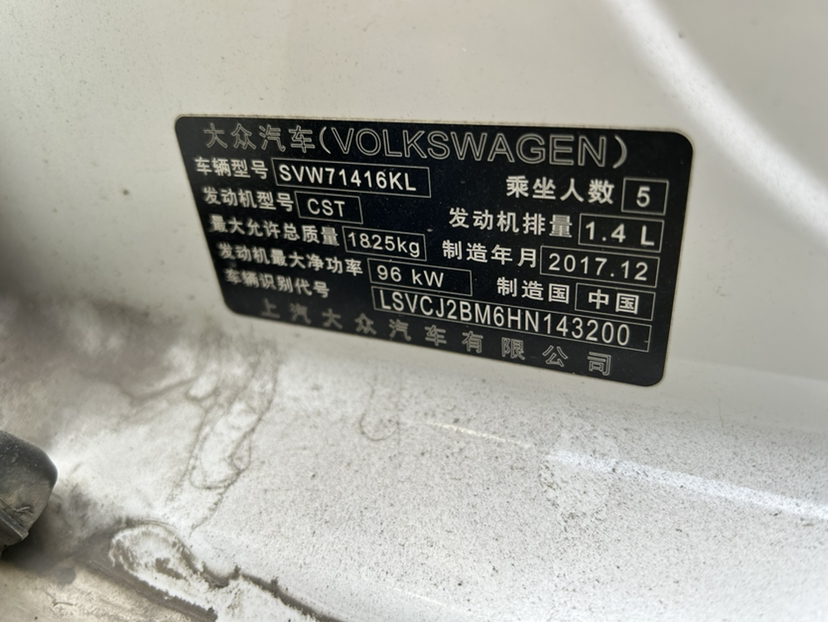 大众汽车(VOLKSWAGEN)
车辆型号 SVW71416KL 乘坐人数 5
发动机型号 CST 发动机排量 1.4 L
最大允许总质量 1825kg 制造年月 2017.12
发动机最大净功率 96 kW 制造国 中国
车辆识别代号 LSVCJ2BM6HN143200
上汽大众汽车有限公司